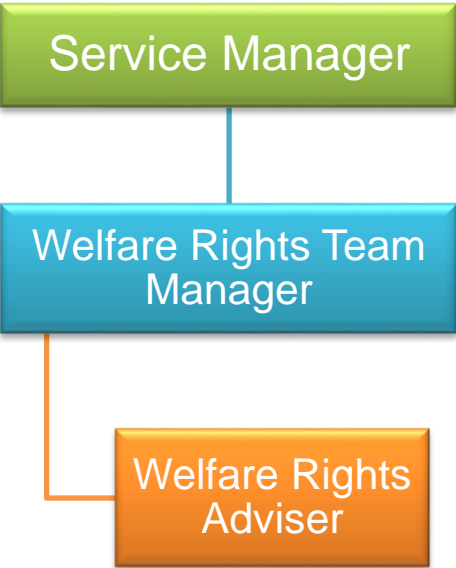 Service Manager
Welfare Rights Team
Manager
Welfare Rights
Adviser